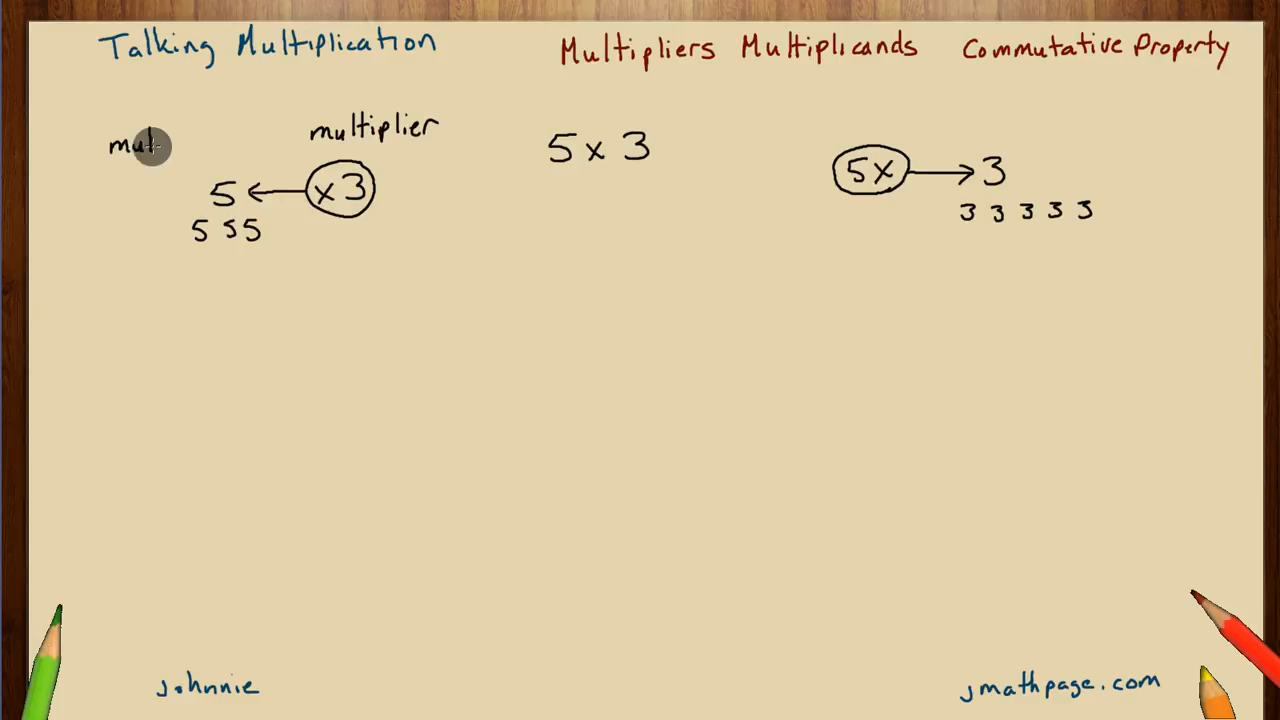 Talking Multiplication Multipliers Multiplicands Commutative Property
mul multiplier 5 x 3
5 x 3 5x 3
5 5 5 3 3 3 3 3
johnnie jmathpage.com